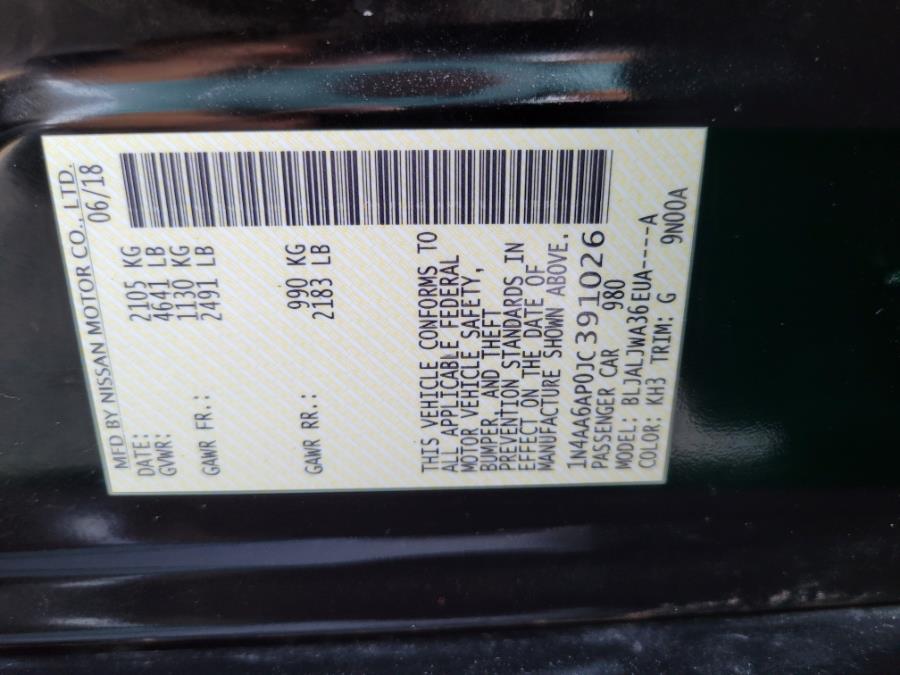 MFD BY NISSAN MOTOR CO., LTD.
DATE: 06/18
GVWR: 2105 KG
4641 LB
GAWR FR.: 1130 KG
2491 LB
GAWR RR.: 990 KG
2183 LB
THIS VEHICLE CONFORMS TO
ALL APPLICABLE FEDERAL
MOTOR VEHICLE SAFETY,
BUMPER, AND THEFT
PREVENTION STANDARDS IN
EFFECT ON THE DATE OF
MANUFACTURE SHOWN ABOVE.
1N4AA6AP0JC391026
PASSENGER CAR 980
MODEL: BLJALJWA36EUA----A
COLOR: KH3 TRIM: G 9N00A